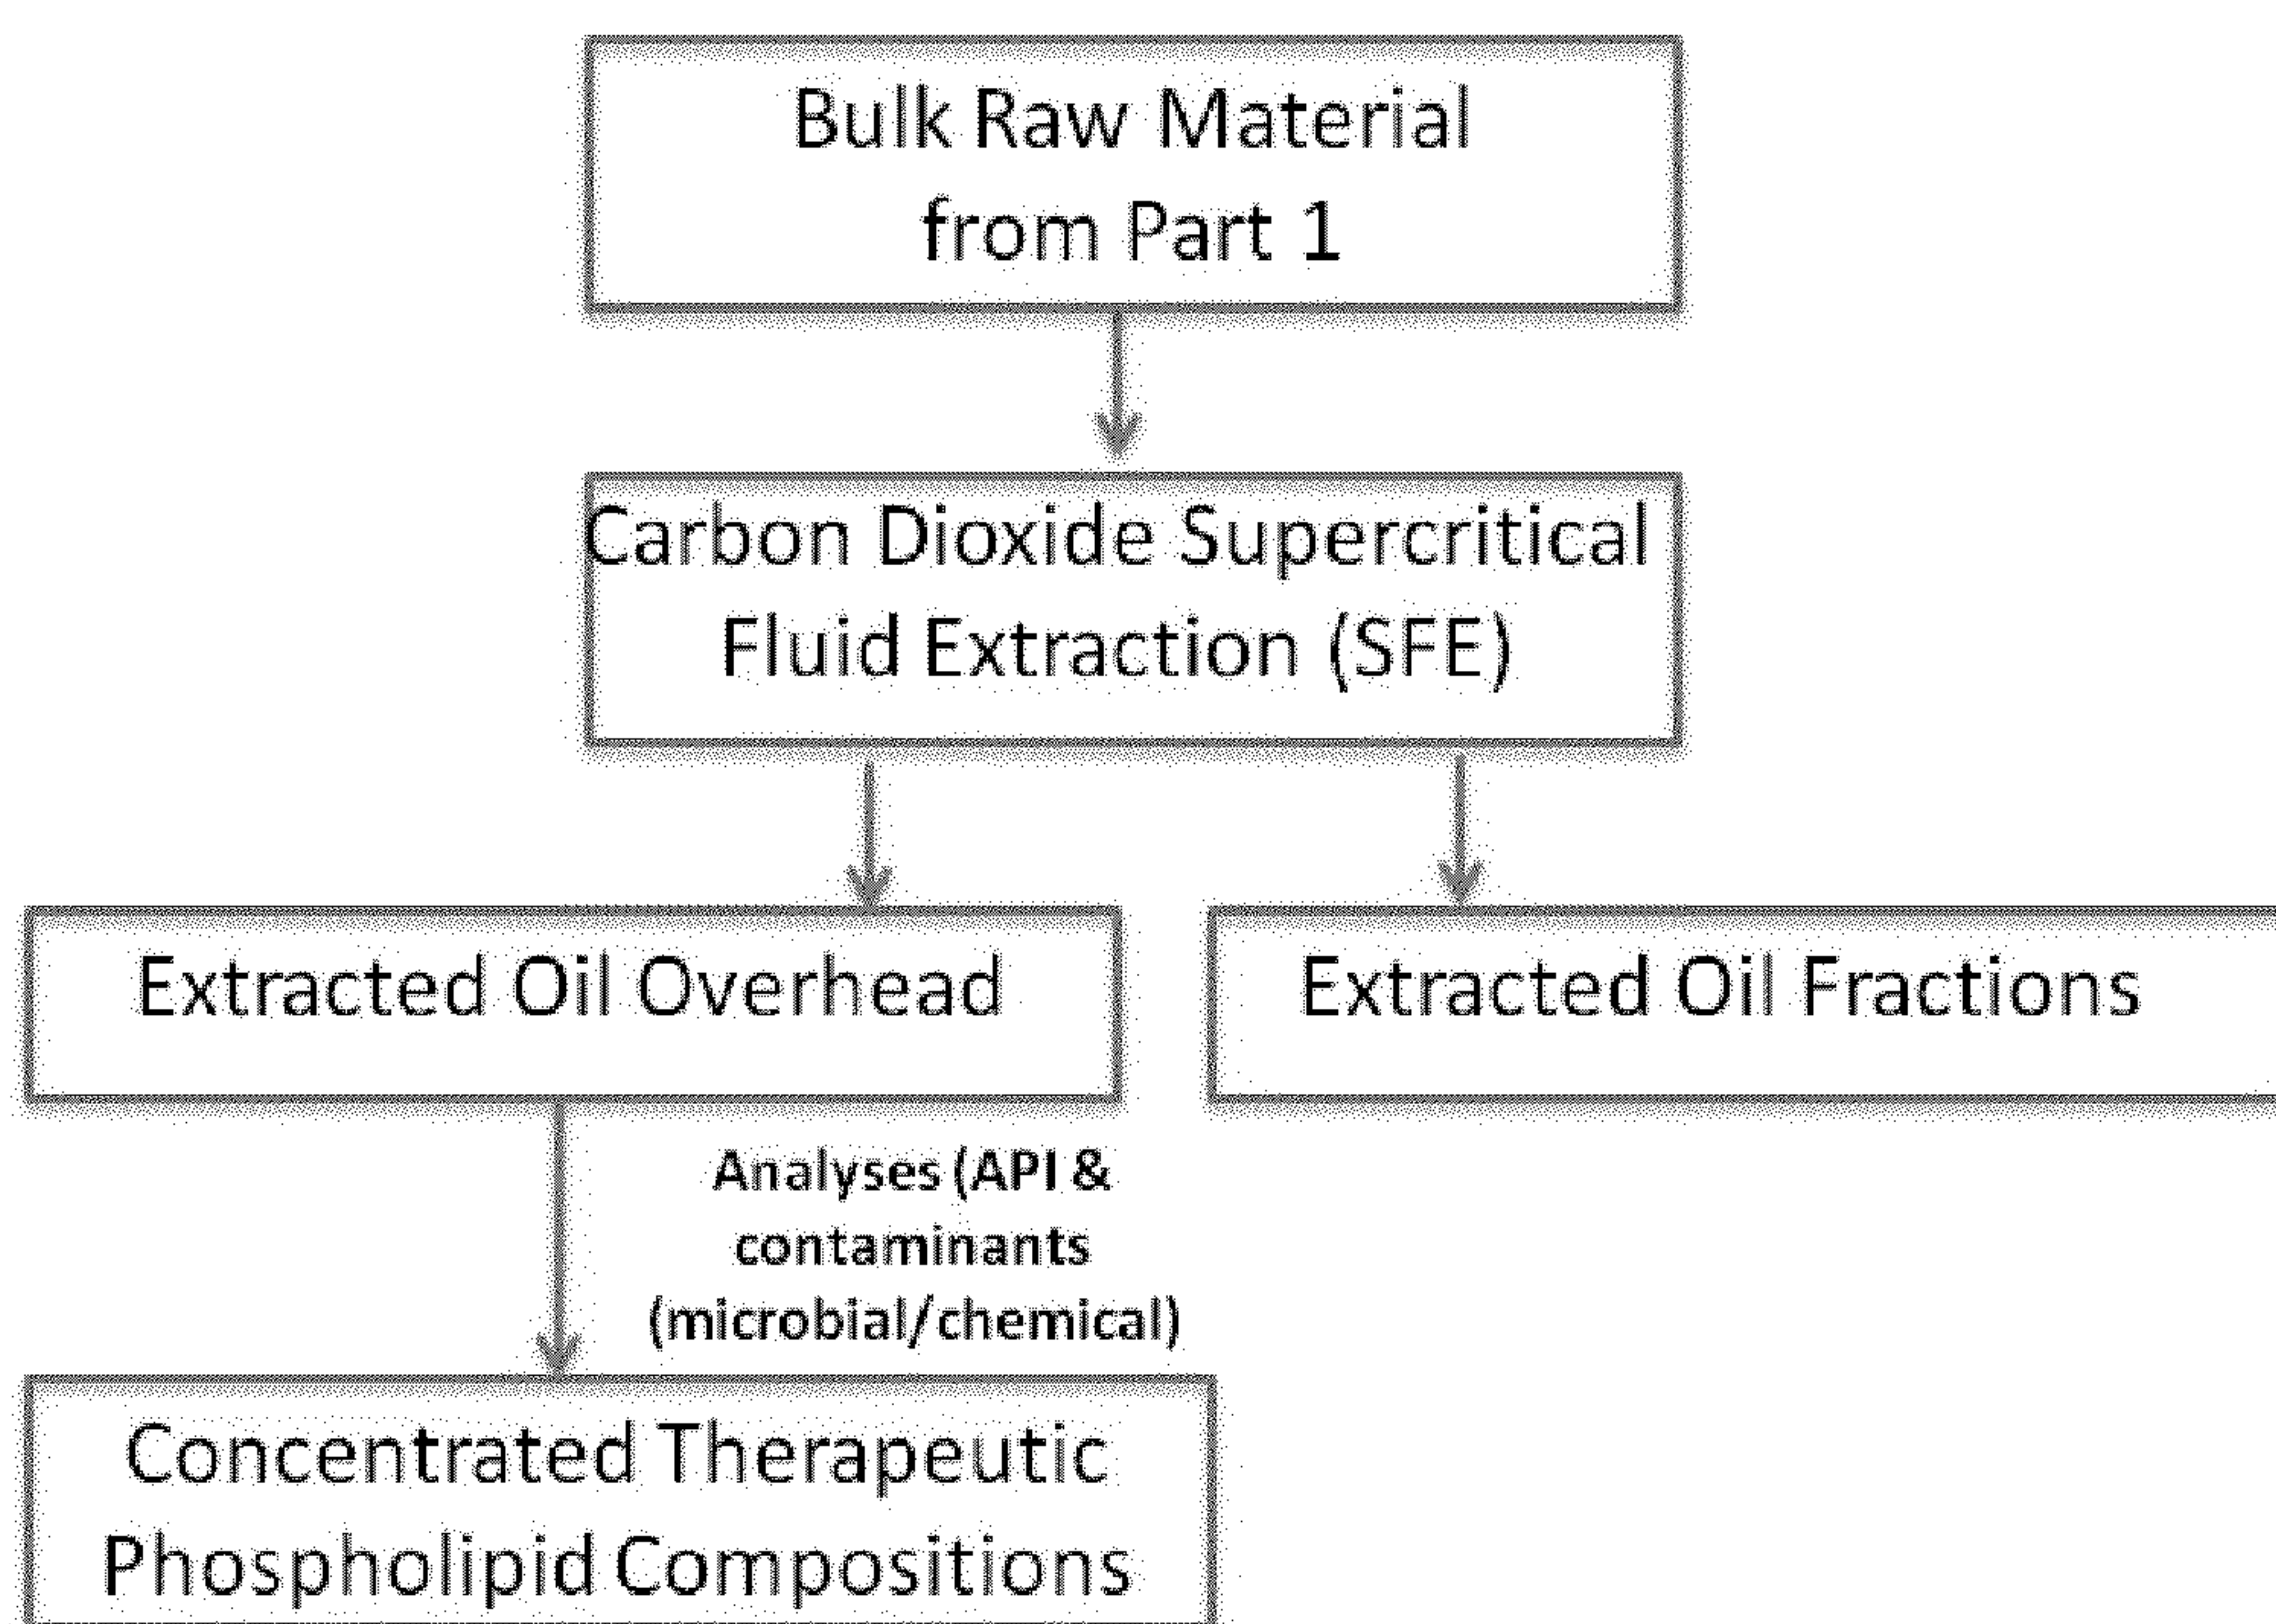 Bulk Raw Material
from Part 1
Carbon Dioxide Supercritical
Fluid Extraction (SFE)
Extracted Oil Overhead
Extracted Oil Fractions
Analyses (API &
contaminants
(microbial/chemical)
Concentrated Therapeutic
Phospholipid Compositions